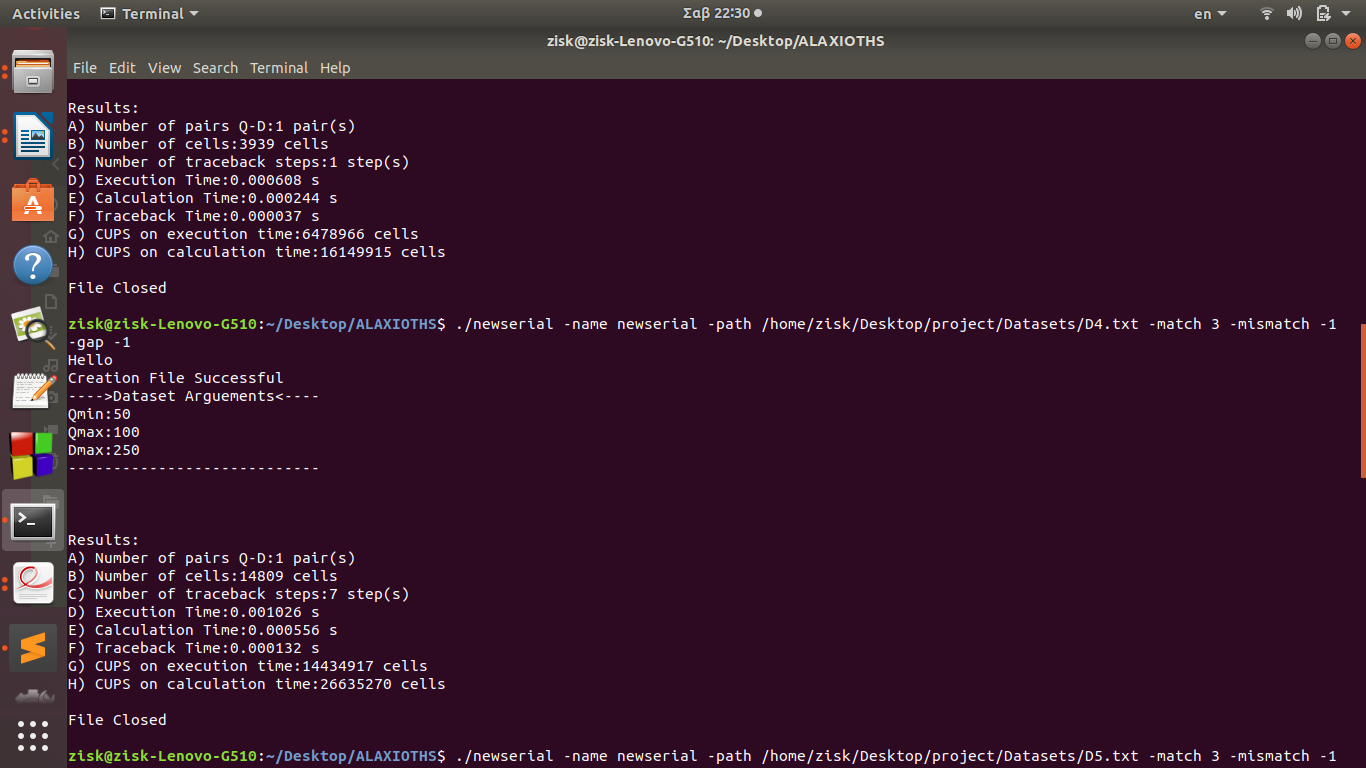 Activities Terminal Σαβ 22:30 en
zisk@zisk-Lenovo-G510: ~/Desktop/ALAXIOTHS
File Edit View Search Terminal Help
Results:
A) Number of pairs Q-D:1 pair(s)
B) Number of cells:3939 cells
C) Number of traceback steps:1 step(s)
D) Execution Time:0.000608 s
E) Calculation Time:0.000244 s
F) Traceback Time:0.000037 s
G) CUPS on execution time:6478966 cells
H) CUPS on calculation time:16149915 cells
File Closed
zisk@zisk-Lenovo-G510:~/Desktop/ALAXIOTHS$ ./newserial -name newserial -path /home/zisk/Desktop/project/Datasets/D4.txt -match 3 -mismatch -1
-gap -1
Hello
Creation File Successful
---->Dataset Arguements<----
Qmin:50
Qmax:100
Dmax:250
----------------------------
Results:
A) Number of pairs Q-D:1 pair(s)
B) Number of cells:14809 cells
C) Number of traceback steps:7 step(s)
D) Execution Time:0.001026 s
E) Calculation Time:0.000556 s
F) Traceback Time:0.000132 s
G) CUPS on execution time:14434917 cells
H) CUPS on calculation time:26635270 cells
File Closed
zisk@zisk-Lenovo-G510:~/Desktop/ALAXIOTHS$ ./newserial -name newserial -path /home/zisk/Desktop/project/Datasets/D5.txt -match 3 -mismatch -1